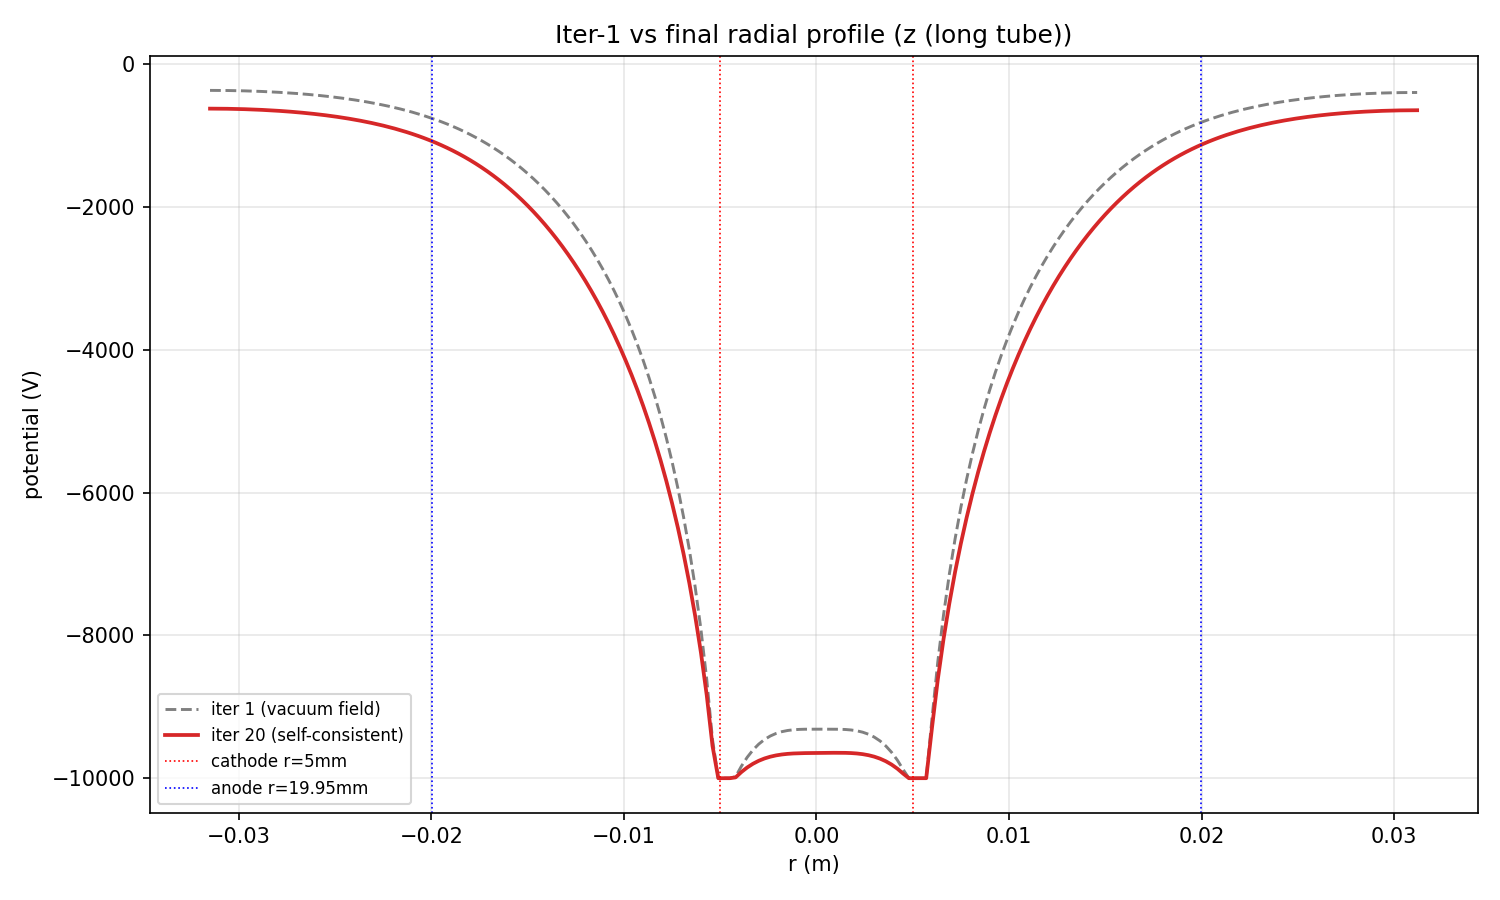 Iter-1 vs final radial profile (z (long tube))
potential (V)
0
−2000
−4000
−6000
−8000
−10000
iter 1 (vacuum field)
iter 20 (self-consistent)
cathode r=5mm
anode r=19.95mm
−0.03 −0.02 −0.01 0.00 0.01 0.02 0.03
r (m)